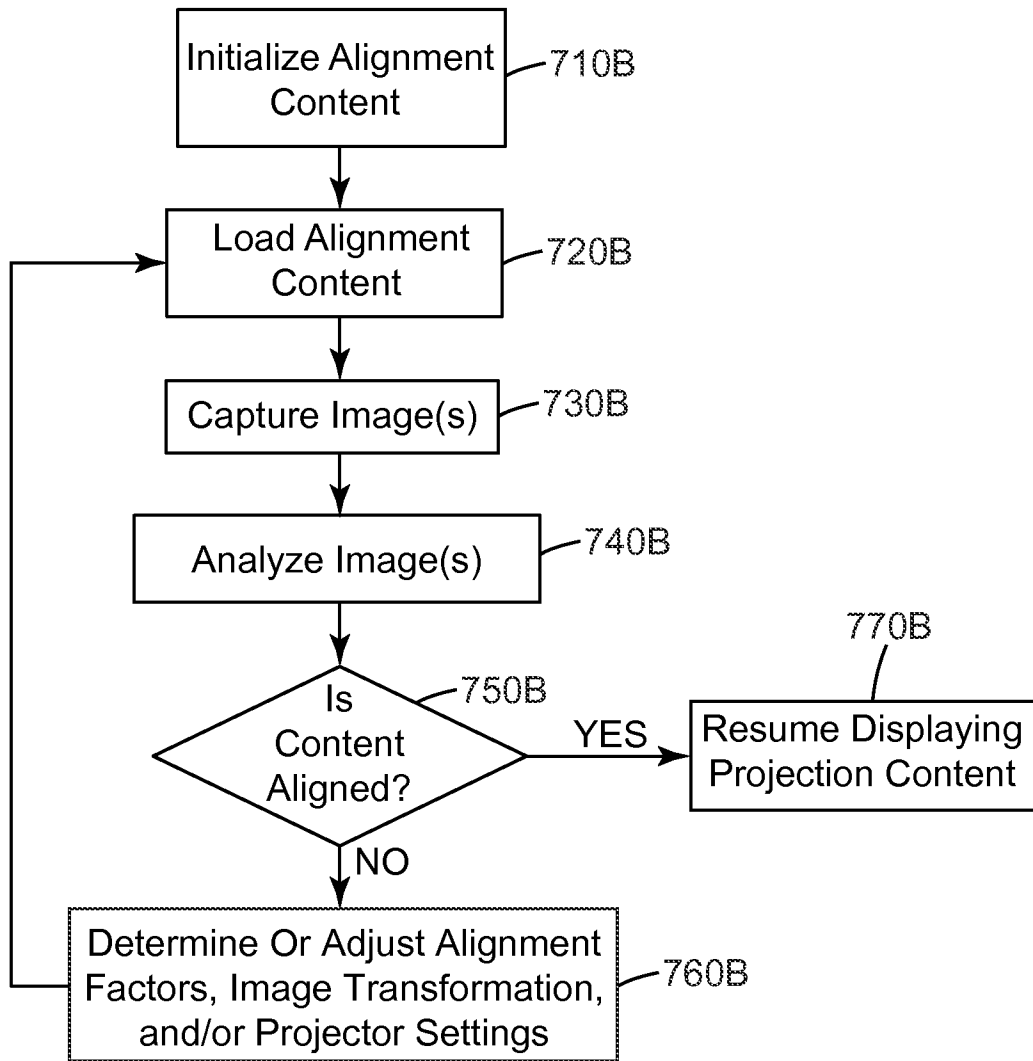 Initialize Alignment
Content
710B
Load Alignment
Content
720B
Capture Image(s)
730B
Analyze Image(s)
740B
Is
Content
Aligned?
750B
YES
770B
Resume Displaying
Projection Content
NO
Determine Or Adjust Alignment
Factors, Image Transformation,
and/or Projector Settings
760B